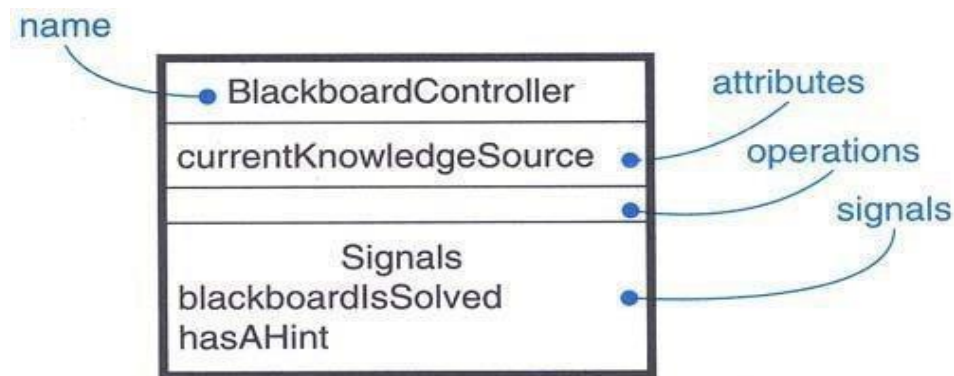 name
BlackboardController
attributes
currentKnowledgeSource
operations
signals
Signals
blackboardIsSolved
hasAHint